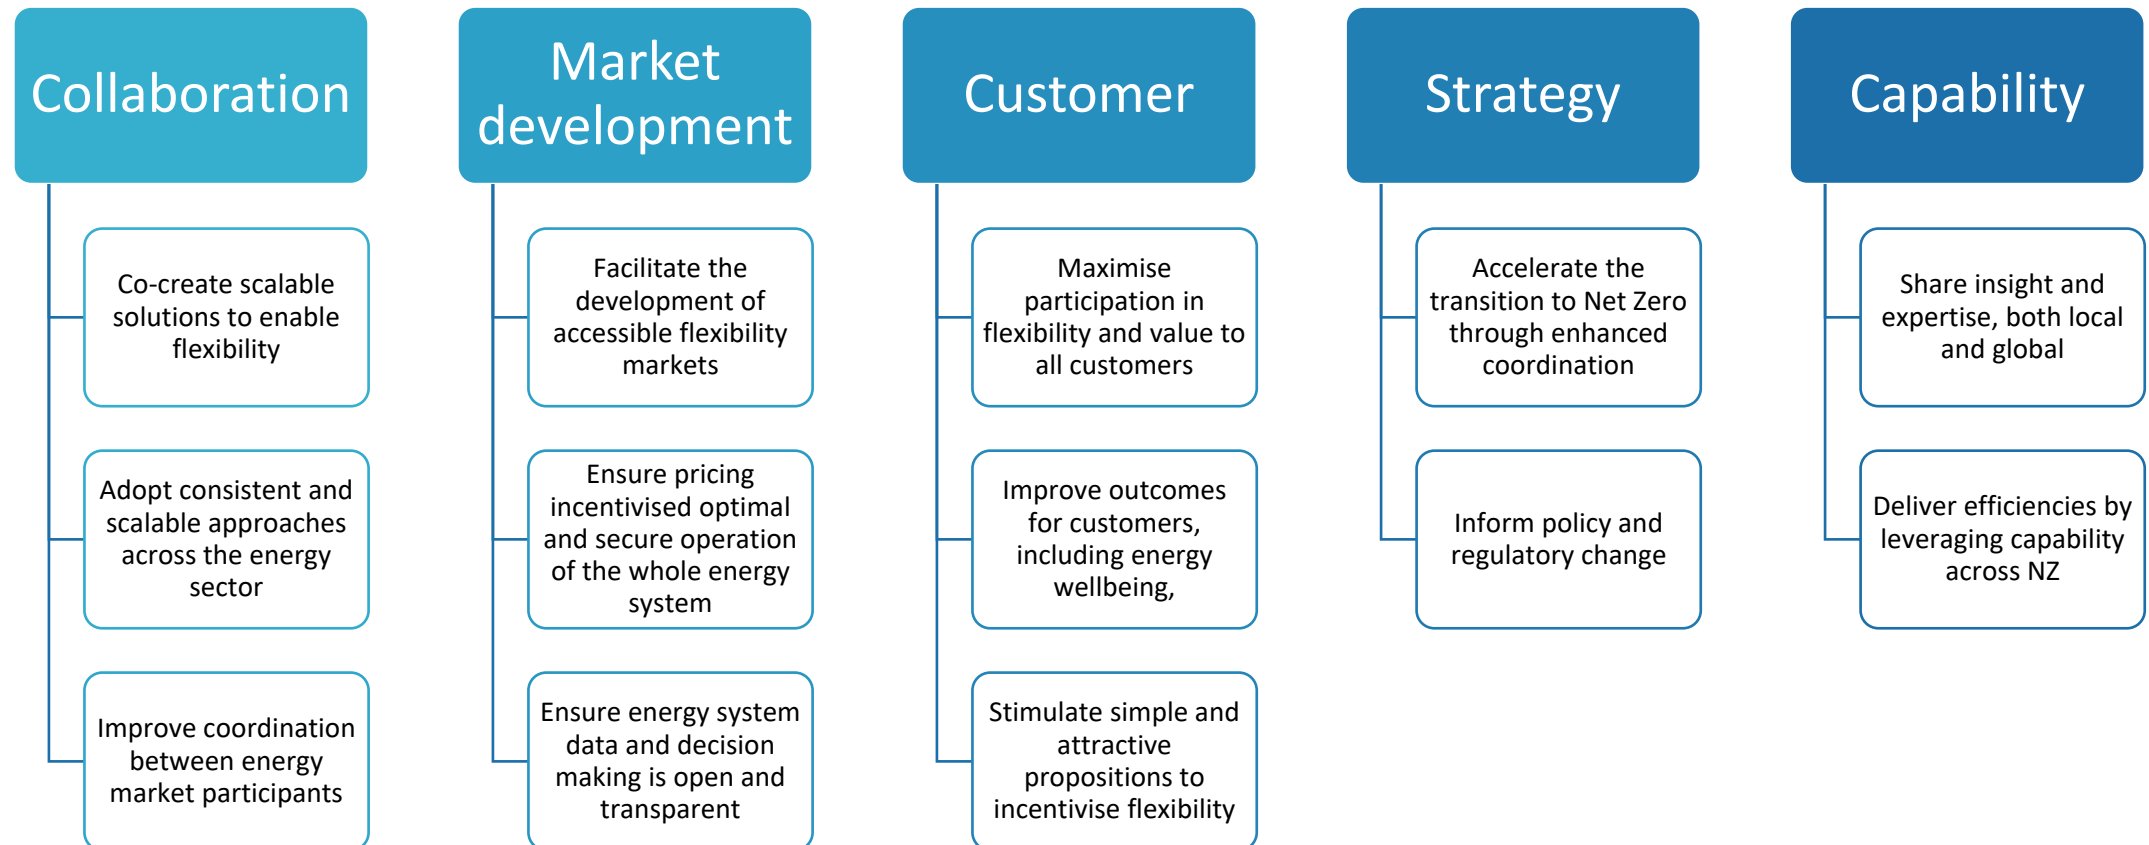 Collaboration
Co-create scalable
solutions to enable
flexibility
Adopt consistent and
scalable approaches
across the energy
sector
Improve coordination
between energy
market participants
Market
development
Facilitate the
development of
accessible flexibility
markets
Ensure pricing
incentivised optimal
and secure operation
of the whole energy
system
Ensure energy system
data and decision
making is open and
transparent
Customer
Maximise
participation in
flexibility and value to
all customers
Improve outcomes
for customers,
including energy
wellbeing,
Stimulate simple and
attractive
propositions to
incentivise flexibility
Strategy
Accelerate the
transition to Net Zero
through enhanced
coordination
Inform policy and
regulatory change
Capability
Share insight and
expertise, both local
and global
Deliver efficiencies by
leveraging capability
across NZ